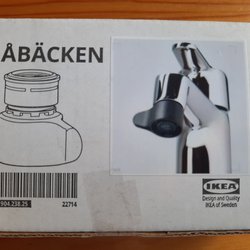 ÅBÄCKEN
904.238.25
22714
IKEA
Design and Quality
IKEA of Sweden